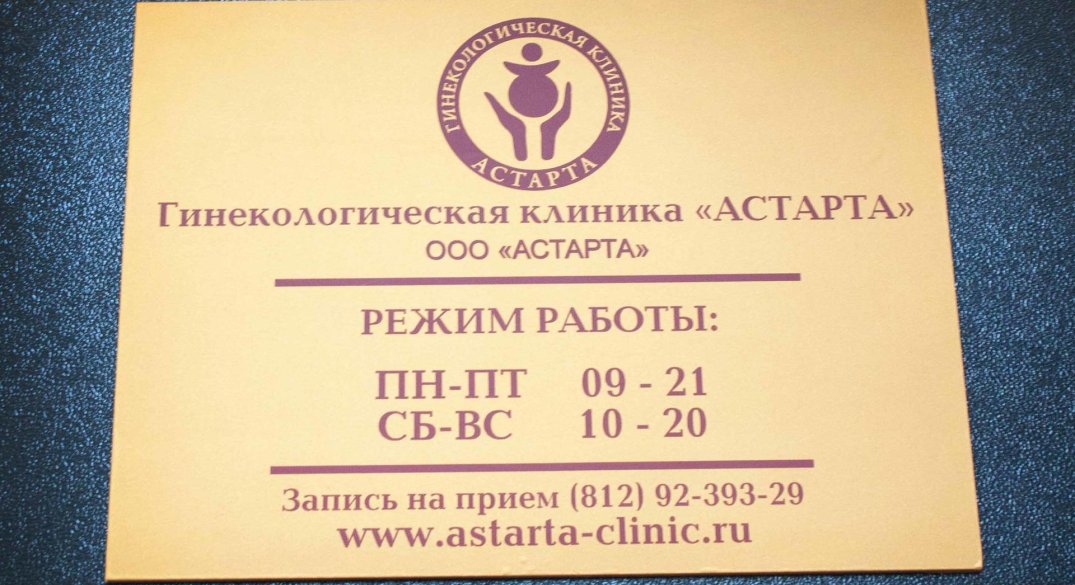 ГИНЕКОЛОГИЧЕСКАЯ КЛИНИКА
АСТАРТА
Гинекологическая клиника «АСТАРТА»
ООО «АСТАРТА»
РЕЖИМ РАБОТЫ:
ПН-ПТ 09 - 21
СБ-ВС 10 - 20
Запись на прием (812) 92-393-29
www.astarta-clinic.ru